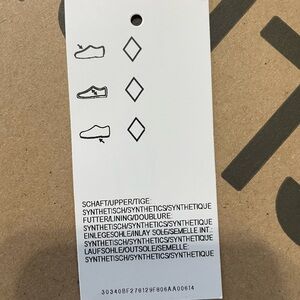 SCHAFT/UPPER/TIGE:
SYNTHETISCH/SYNTHETICS/SYNTHETIQUE
FUTTER/LINING/DOUBLURE:
SYNTHETISCH/SYNTHETICS/SYNTHETIQUE
EINLEGESOHLE/INLAY SOLE/SEMELLE INT.:
SYNTHETISCH/SYNTHETICS/SYNTHETIQUE
LAUFSOHLE/OUTSOLE/SEMELLE:
SYNTHETISCH/SYNTHETICS/SYNTHETIQUE
30340BF276129F806AA00614